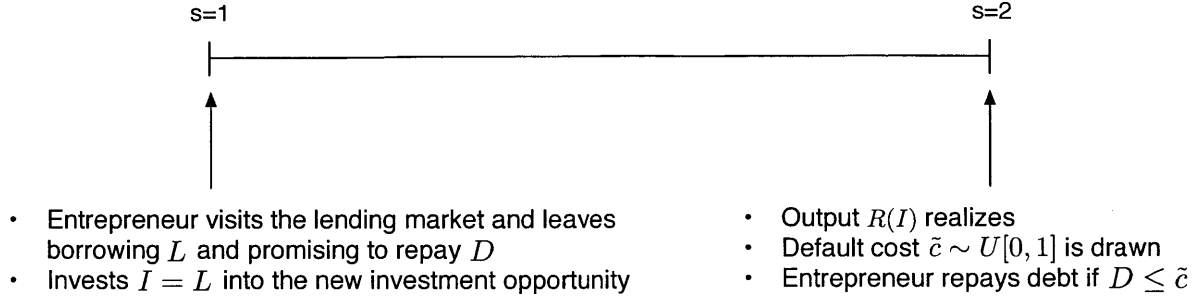 s=1
s=2
• Entrepreneur visits the lending market and leaves
borrowing L and promising to repay D
• Invests I = L into the new investment opportunity
• Output R(I) realizes
• Default cost c̃ ∼ U[0, 1] is drawn
• Entrepreneur repays debt if D ≤ c̃